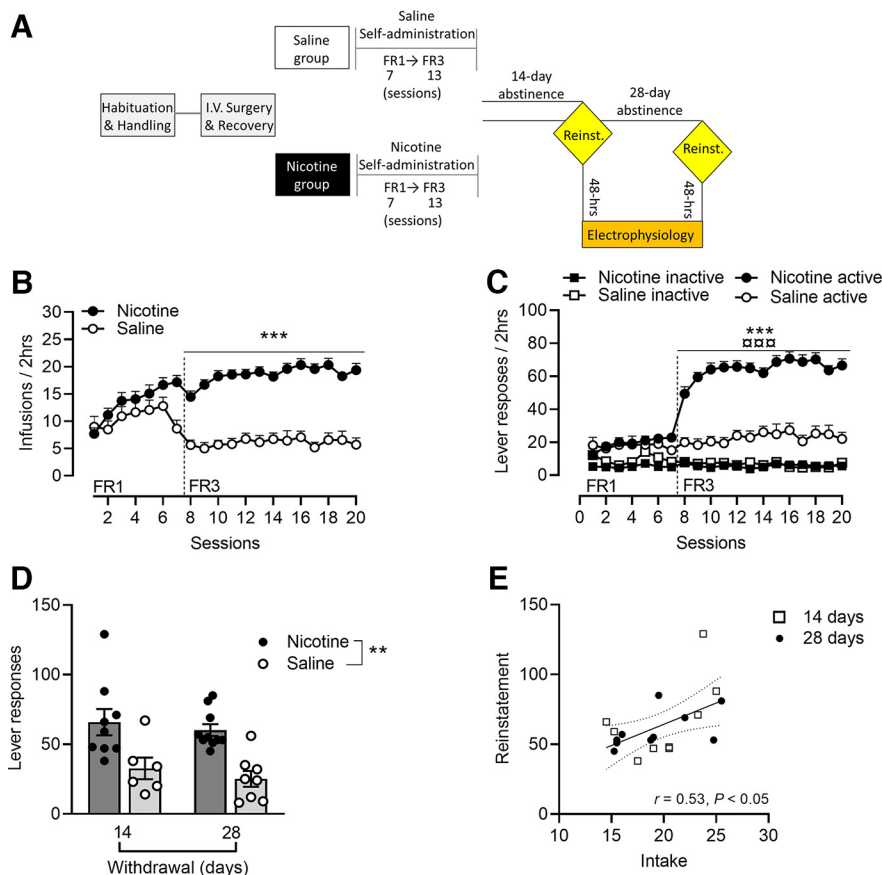 A
Saline
Self-administration
Saline
group
FR1→ FR3
7 13
(sessions)
14-day
abstinence
28-day
abstinence
Habituation
& Handling
I.V. Surgery
& Recovery
Reinst.
Reinst.
Nicotine
Self-administration
Nicotine
group
FR1→ FR3
7 13
(sessions)
48-hrs
48-hrs
Electrophysiology
B
Nicotine
Saline
***
Infusions / 2hrs
30
25
20
15
10
5
0
FR1
FR3
2 4 6 8 10 12 14 16 18 20
Sessions
C
Nicotine inactive
Nicotine active
Saline inactive
Saline active
***
¤¤¤
Lever resposes / 2hrs
100
80
60
40
20
0
FR1
FR3
0 2 4 6 8 10 12 14 16 18 20
Sessions
D
Nicotine
Saline
**
Lever responses
150
100
50
0
14
28
Withdrawal (days)
E
14 days
28 days
Reinstatement
150
100
50
0
r = 0.53, P < 0.05
10 15 20 25 30
Intake